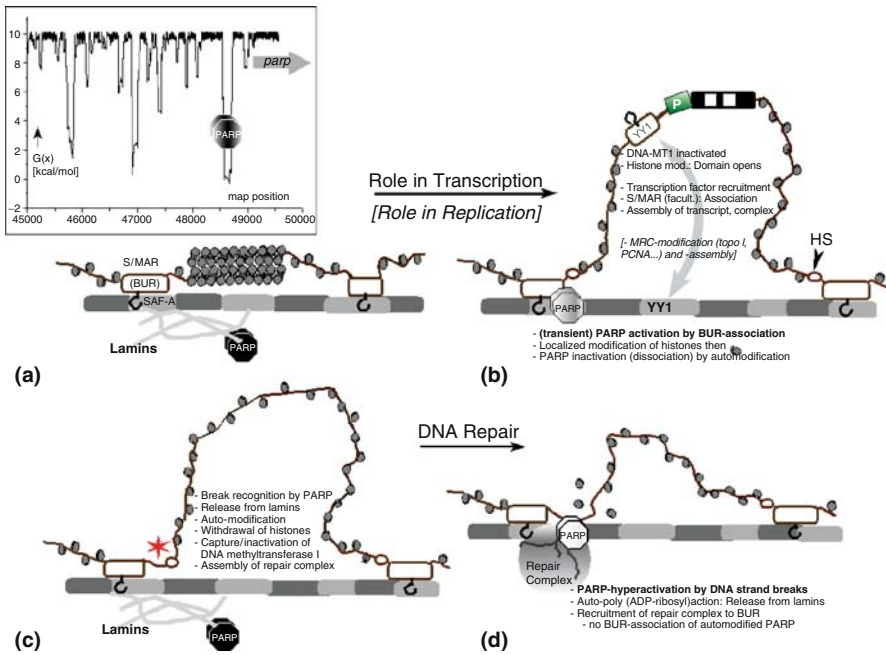 10
8
6
4
2
0
−2
G(x)
[kcal/mol]
parp
PARP
map position
45000 46000 47000 48000 49000 50000
S/MAR
(BUR)
SAF-A
Lamins
PARP
(a)
Role in Transcription
[Role in Replication]
P
YY1
- DNA-MT1 inactivated
- Histone mod.: Domain opens
- Transcription factor recruitment
- S/MAR (facult.): Association
- Assembly of transcript, complex
[- MRC-modification (topo I,
PCNA...) and -assembly]
HS
PARP
YY1
- (transient) PARP activation by BUR-association
- Localized modification of histones then
- PARP inactivation (dissociation) by automodification
(b)
- Break recognition by PARP
- Release from lamins
- Auto-modification
- Withdrawal of histones
- Capture/inactivation of
DNA methyltransferase I
- Assembly of repair complex
Lamins
PARP
(c)
DNA Repair
PARP
Repair
Complex
- PARP-hyperactivation by DNA strand breaks
- Auto-poly (ADP-ribosyl)action: Release from lamins
- Recruitment of repair complex to BUR
- no BUR-association of automodified PARP
(d)